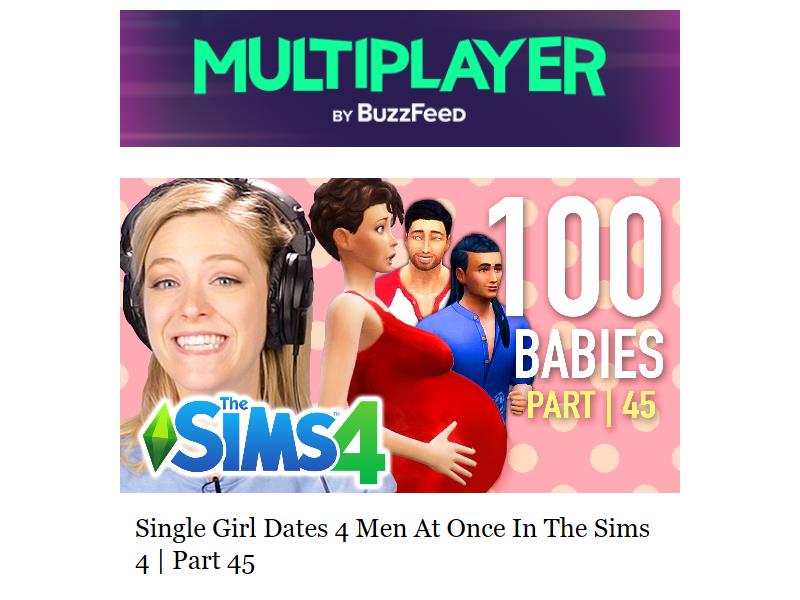 MULTIPLAYER
BY BuzzFeed
100
BABIES
PART | 45
The
SiMS4
Single Girl Dates 4 Men At Once In The Sims
4 | Part 45